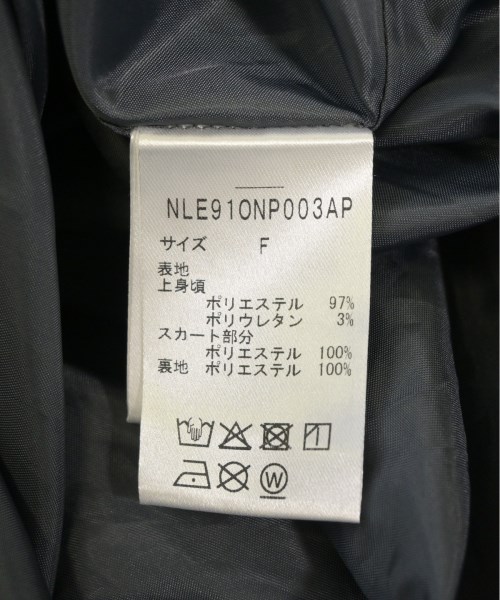 NLE910NP003AP
サイズ F
表地
上身頃
ポリエステル 97%
ポリウレタン 3%
スカート部分
ポリエステル 100%
裏地 ポリエステル 100%
W